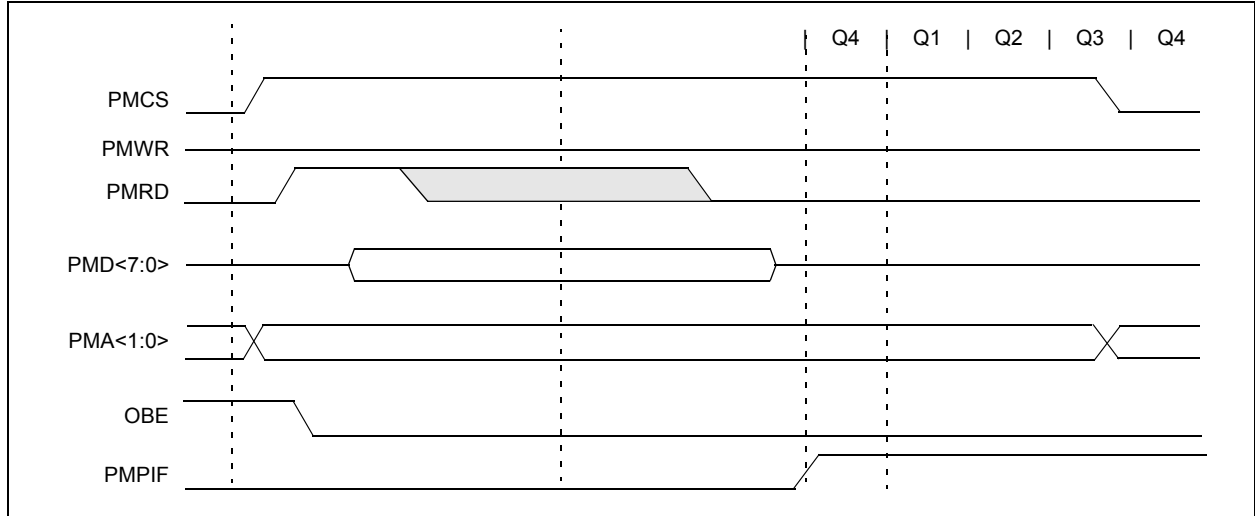 | Q4 | Q1 | Q2 | Q3 | Q4
PMCS
PMWR
PMRD
PMD<7:0>
PMA<1:0>
OBE
PMPIF